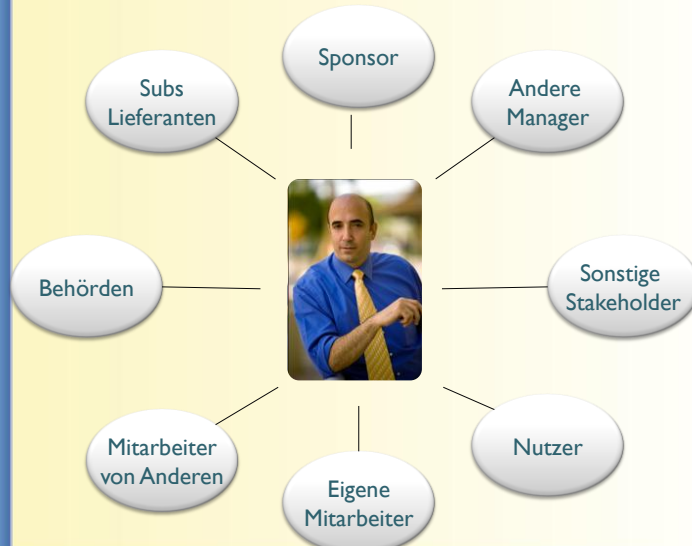 Sponsor
Subs
Lieferanten
Andere
Manager
Behörden
Sonstige
Stakeholder
Mitarbeiter
von Anderen
Nutzer
Eigene
Mitarbeiter